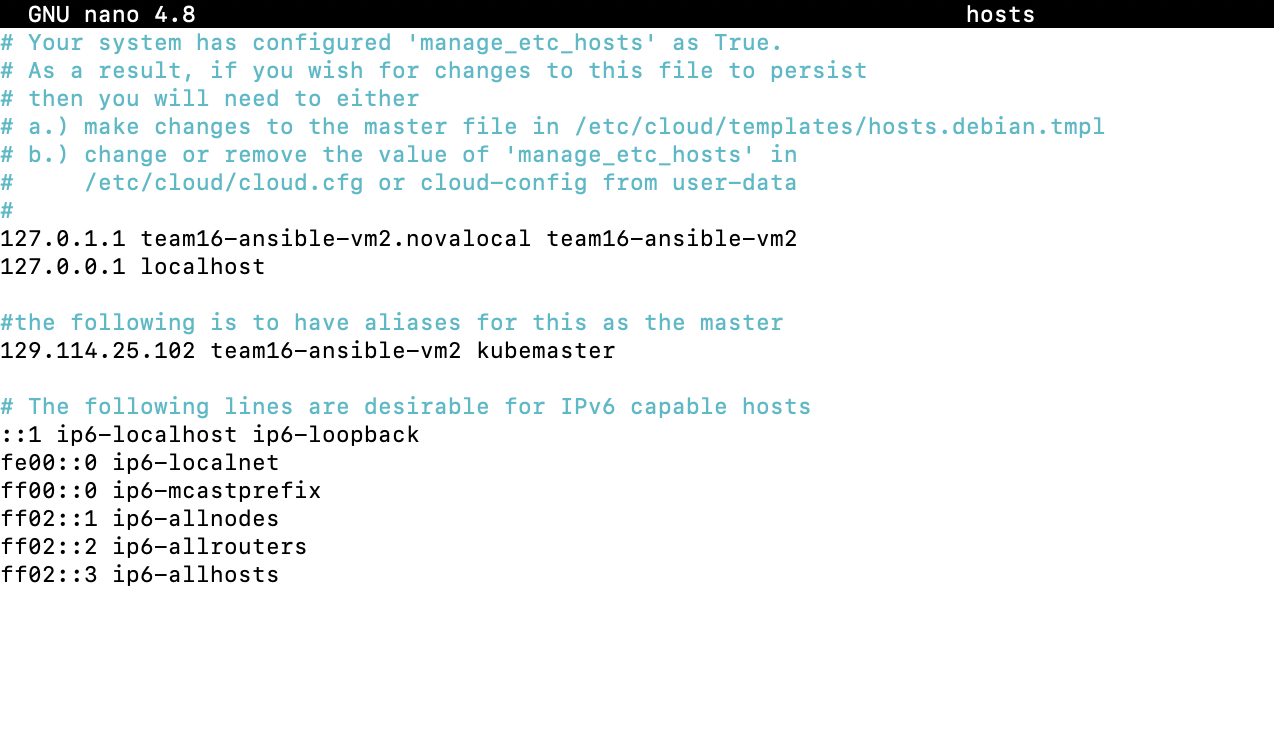 GNU nano 4.8 hosts
# Your system has configured 'manage_etc_hosts' as True.
# As a result, if you wish for changes to this file to persist
# then you will need to either
# a.) make changes to the master file in /etc/cloud/templates/hosts.debian.tmpl
# b.) change or remove the value of 'manage_etc_hosts' in
#     /etc/cloud/cloud.cfg or cloud-config from user-data
#
127.0.1.1 team16-ansible-vm2.novalocal team16-ansible-vm2
127.0.0.1 localhost

#the following is to have aliases for this as the master
129.114.25.102 team16-ansible-vm2 kubemaster

# The following lines are desirable for IPv6 capable hosts
::1 ip6-localhost ip6-loopback
fe00::0 ip6-localnet
ff00::0 ip6-mcastprefix
ff02::1 ip6-allnodes
ff02::2 ip6-allrouters
ff02::3 ip6-allhosts